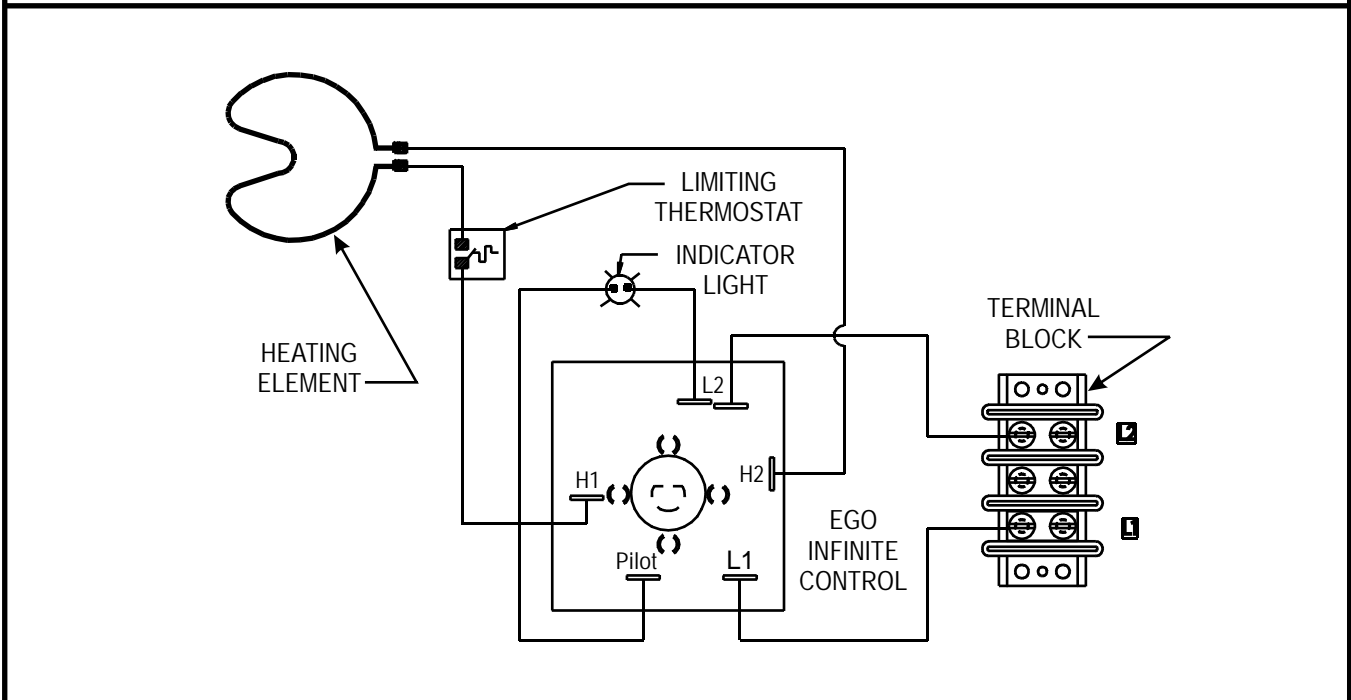 LIMITING
THERMOSTAT
INDICATOR
LIGHT
TERMINAL
BLOCK
HEATING
ELEMENT
L2
L2
H2
H1
EGO
INFINITE
CONTROL
Pilot
L1
L1